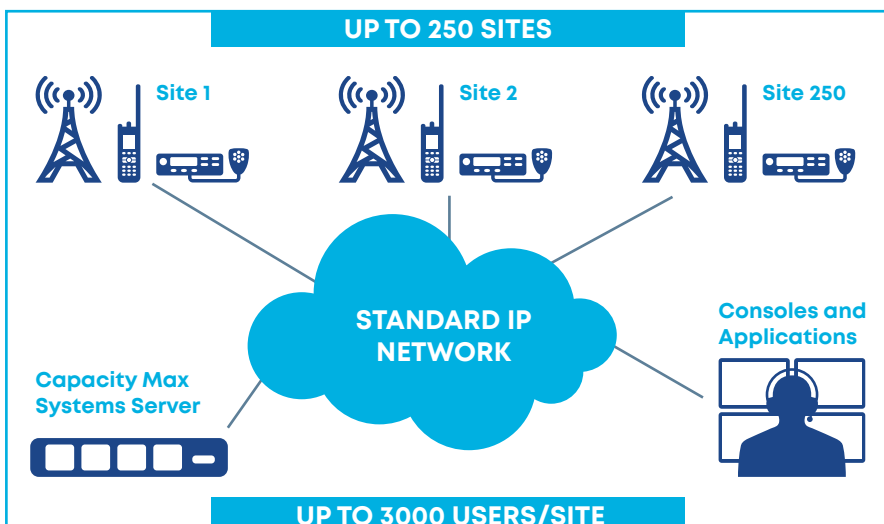 UP TO 250 SITES
Site 1
Site 2
Site 250
STANDARD IP
NETWORK
Consoles and
Applications
Capacity Max
Systems Server
UP TO 3000 USERS/SITE